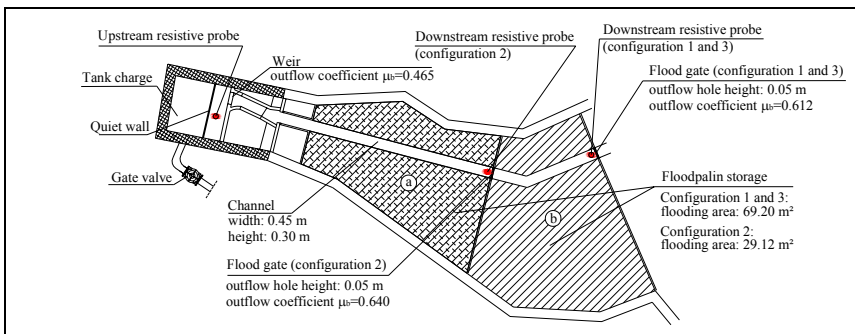 Upstream resistive probe
Weir
outflow coefficient μb=0.465
Tank charge
Quiet wall
Gate valve
Channel
width: 0.45 m
height: 0.30 m
Flood gate (configuration 2)
outflow hole height: 0.05 m
outflow coefficient μb=0.640
a
b
Downstream resistive probe
(configuration 2)
Downstream resistive probe
(configuration 1 and 3)
Flood gate (configuration 1 and 3)
outflow hole height: 0.05 m
outflow coefficient μb=0.612
Floodpalin storage
Configuration 1 and 3:
flooding area: 69.20 m²
Configuration 2:
flooding area: 29.12 m²